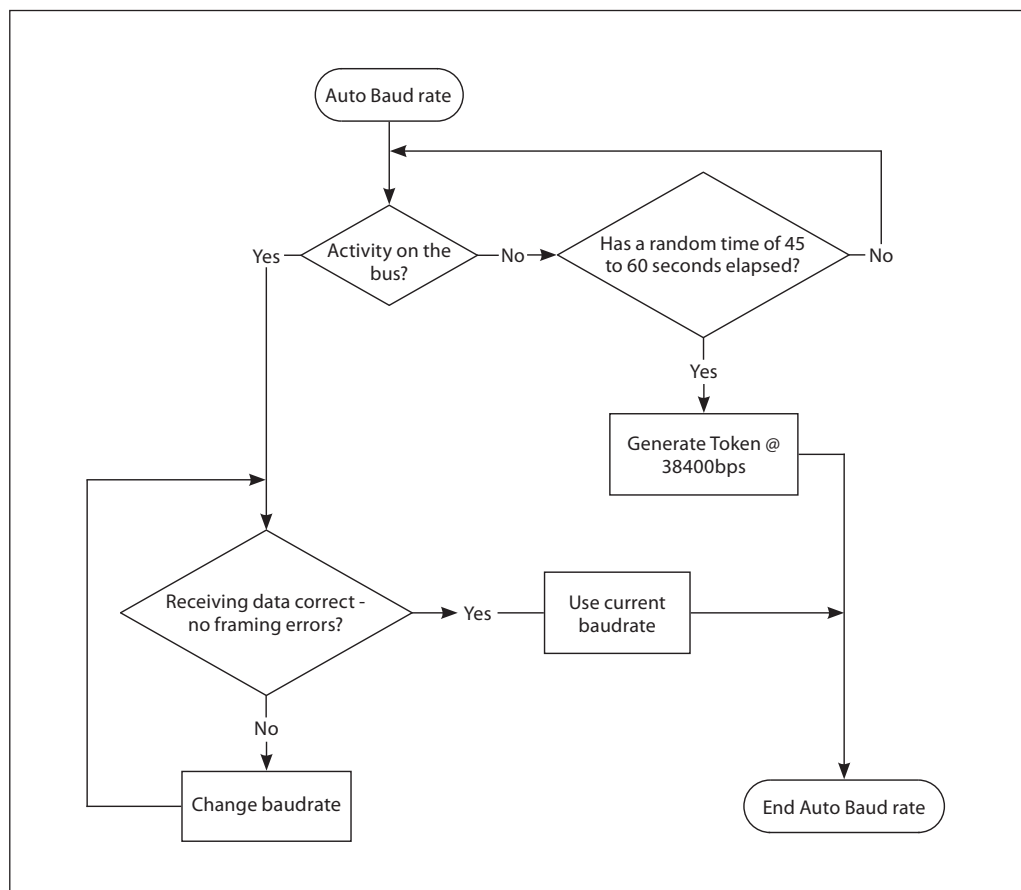 Auto Baud rate
Activity on the
bus?
Yes
No
Has a random time of 45
to 60 seconds elapsed?
No
Yes
Generate Token @
38400bps
Receiving data correct -
no framing errors?
Yes
Use current
baudrate
No
Change baudrate
End Auto Baud rate